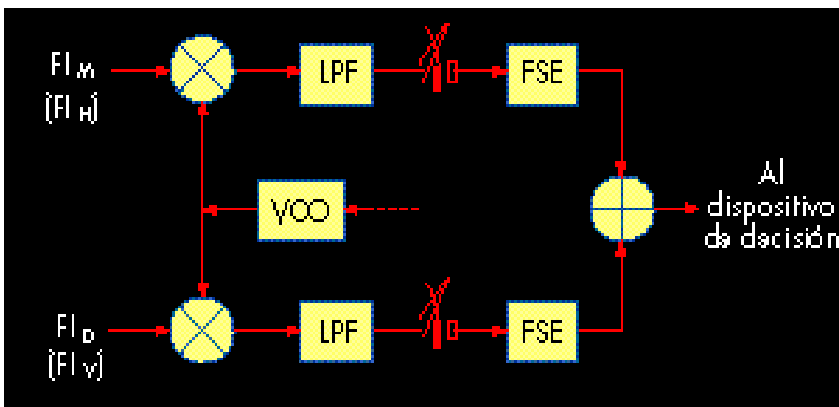 FI M
(FI H)
LPF
FSE
VCO
Al
dispositivo
de decisión
FI D
(FI V)
LPF
FSE